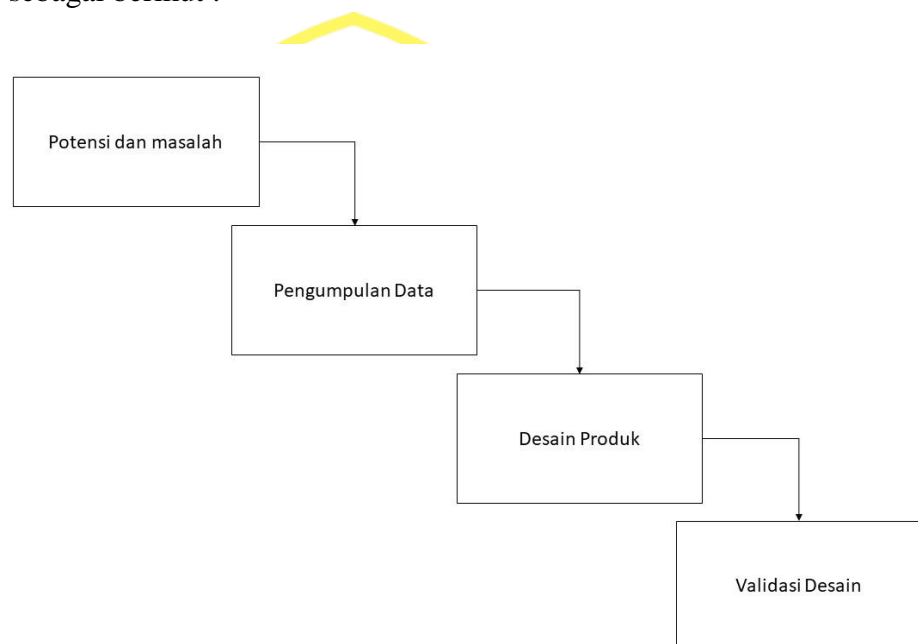 Potensi dan masalah
Pengumpulan Data
Desain Produk
Validasi Desain